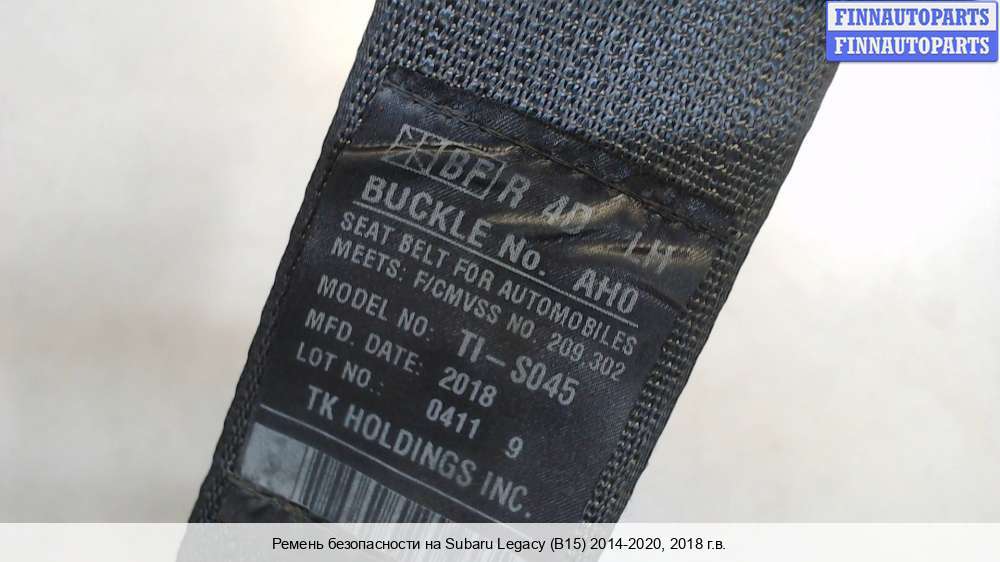 FINNAUTOPARTS
FINNAUTOPARTS
BF R 4D LH
BUCKLE No. AHO
SEAT BELT FOR AUTOMOBILES
MEETS: F/CMVSS NO. 209.302
MODEL NO: TI-S045
MFD. DATE: 2018
LOT NO.: 0411 9
TK HOLDINGS INC.
Ремень безопасности на Subaru Legacy (B15) 2014-2020, 2018 г.в.